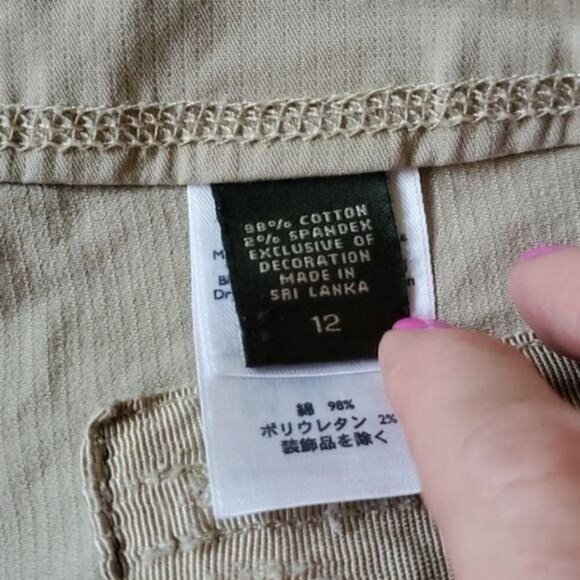 98% COTTON
2% SPANDEX
EXCLUSIVE OF
DECORATION
MADE IN
SRI LANKA
12
綿 98%
ポリウレタン 2%
装飾品を除く